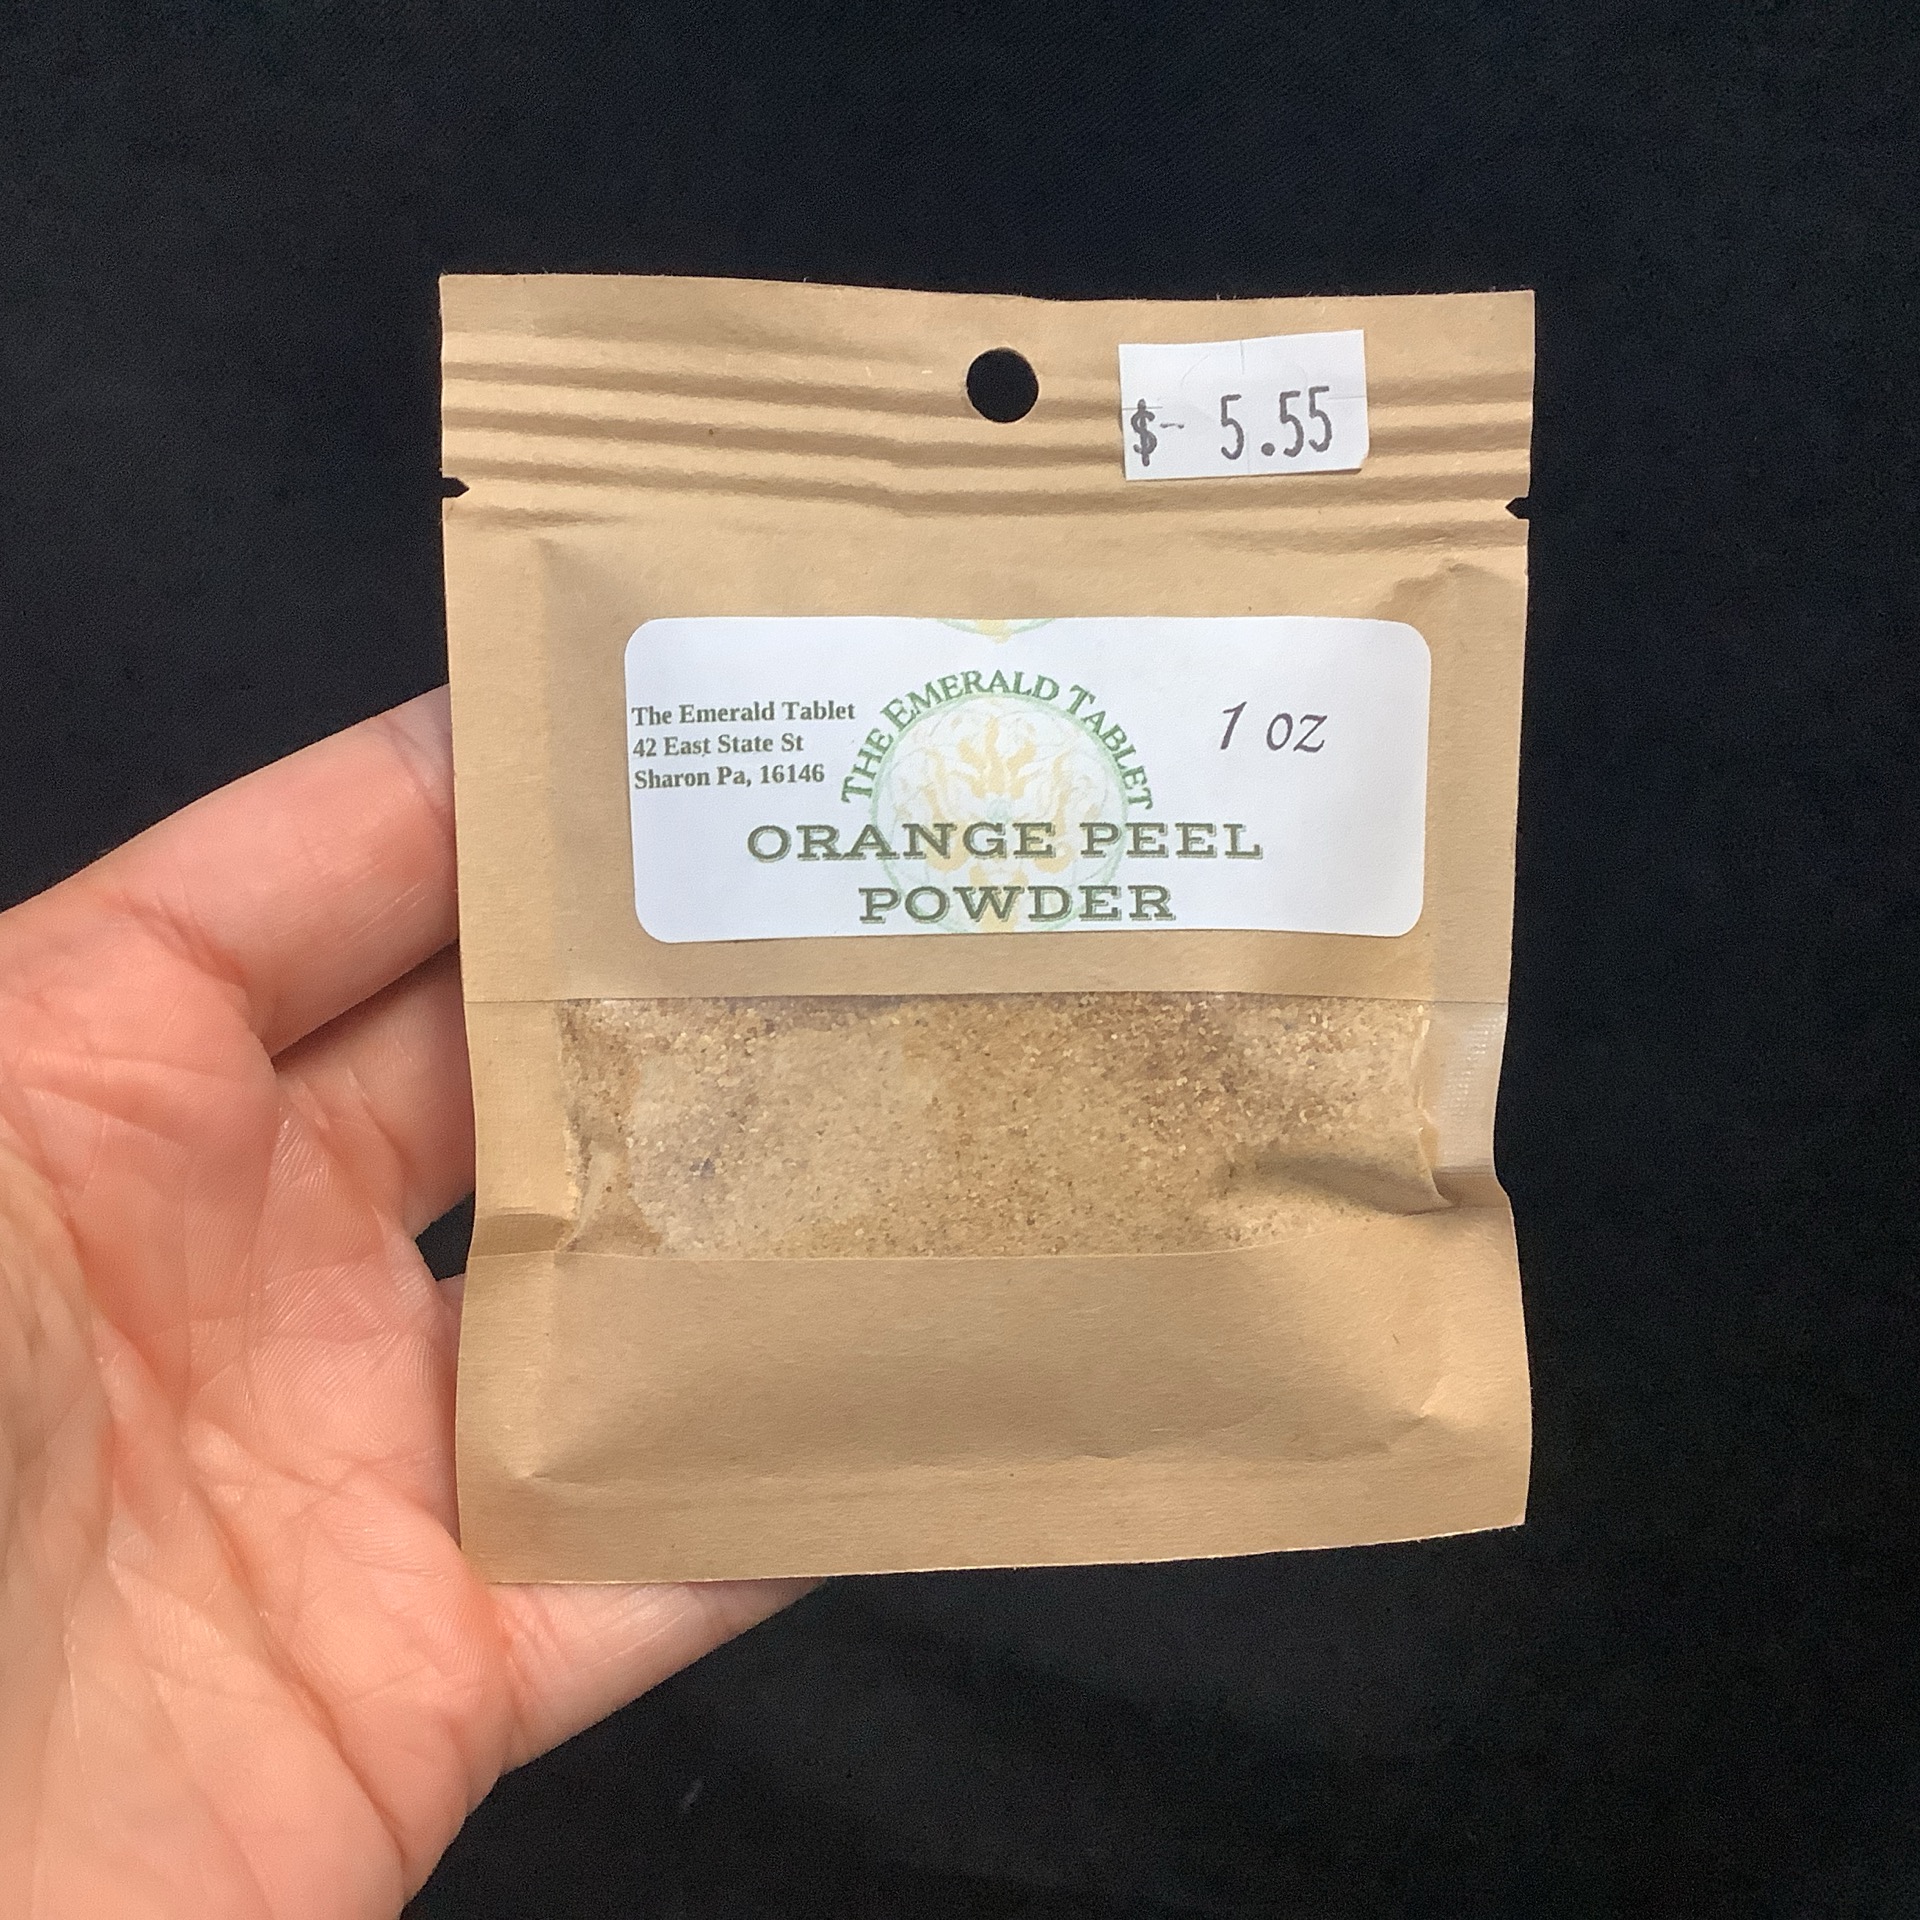 $ 5.55
The Emerald Tablet
42 East State St
Sharon Pa, 16146
THE EMERALD TABLET
1 oz
ORANGE PEEL
POWDER